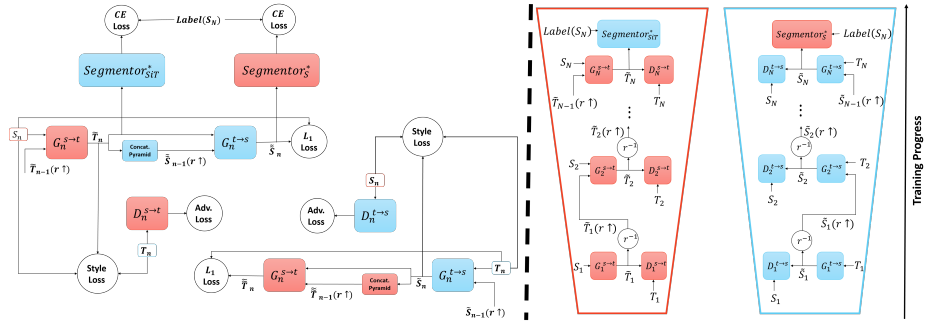 CE
Loss
Label(S_N)
CE
Loss
Segmentor*_{SiT}
Segmentor*_S
S_n
G_n^{s→t}
T̃_n
Concat.
Pyramid
S̃̃_{n-1}(r ↑)
G_n^{t→s}
S̃̃_n
L_1
Loss
T̃_{n-1}(r ↑)
Style
Loss
S_n
D_n^{s→t}
Adv.
Loss
Adv.
Loss
D_n^{t→s}
T_n
Style
Loss
L_1
Loss
T̃̃_n
G_n^{s→t}
T̃̃_{n-1}(r ↑)
Concat.
Pyramid
S̃_n
G_n^{t→s}
T_n
S̃_{n-1}(r ↑)
Label(S_N)
Segmentor*_{SiT}
S_N
G_N^{s→t}
T̃_N
D_N^{s→t}
T̃_{N-1}(r ↑)
T_N
...
T̃_2(r ↑)
r^{-1}
S_2
G_2^{s→t}
T̃_2
D_2^{s→t}
T_2
T̃_1(r ↑)
r^{-1}
S_1
G_1^{s→t}
T̃_1
D_1^{s→t}
T_1
Segmentor*_S
Label(S_N)
D_N^{t→s}
S̃_N
G_N^{t→s}
T_N
S_N
S̃_{N-1}(r ↑)
...
S̃_2(r ↑)
r^{-1}
D_2^{t→s}
S̃_2
G_2^{t→s}
T_2
S_2
S̃_1(r ↑)
r^{-1}
D_1^{t→s}
S̃_1
G_1^{t→s}
T_1
S_1
Training Progress